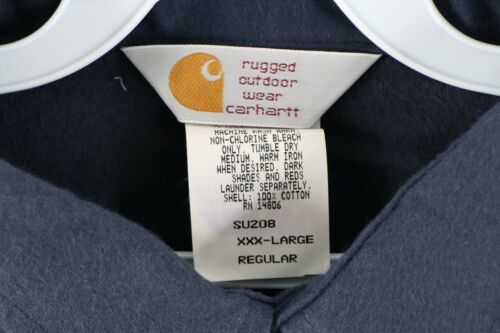 rugged
outdoor
wear
carhartt
MACHINE WASH WARM.
NON-CHLORINE BLEACH
ONLY. TUMBLE DRY
MEDIUM. WARM IRON
WHEN DESIRED. DARK
SHADES AND REDS
LAUNDER SEPARATELY.
SHELL: 100% COTTON
RN 14806
SU208
XXX-LARGE
REGULAR